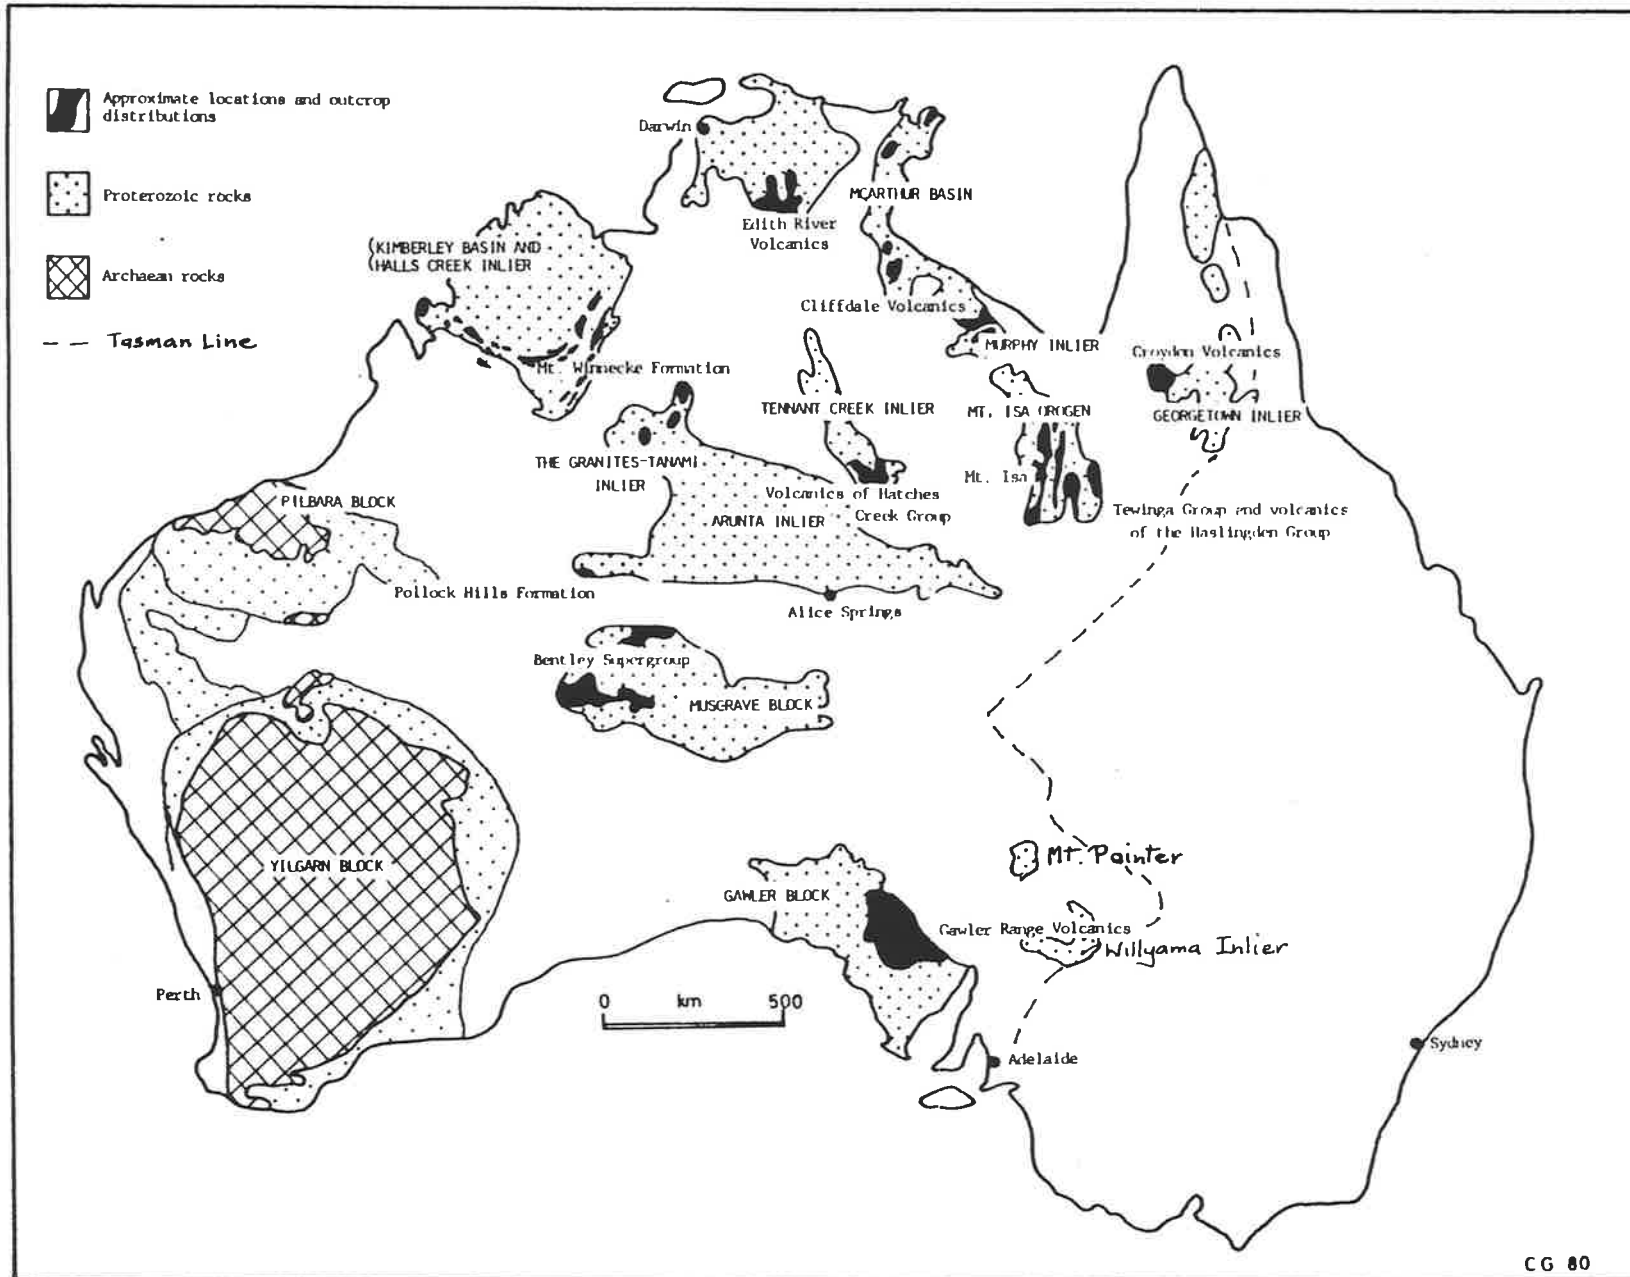 Approximate locations and outcrop
distributions
Proterozoic rocks
Archaean rocks
Tasman Line
Darwin
MCARTHUR BASIN
Edith River
Volcanics
(KIMBERLEY BASIN AND
(HALLS CREEK INLIER
Cliffdale Volcanics
MURPHY INLIER
Croydon Volcanics
Mt. Winnecke Formation
TENNANT CREEK INLIER
MT. ISA OROGEN
GEORGETOWN INLIER
THE GRANITES-TANAMI
INLIER
Mt. Isa
PILBARA BLOCK
Volcanics of Hatches
Creek Group
ARUNTA INLIER
Tewinga Group and volcanics
of the Haslingden Group
Pollock Hills Formation
Alice Springs
Bentley Supergroup
MUSGRAVE BLOCK
YILGARN BLOCK
Mt. Painter
GAWLER BLOCK
Gawler Range Volcanics
Willyama Inlier
Perth
0 km 500
Adelaide
Sydney
CG 80